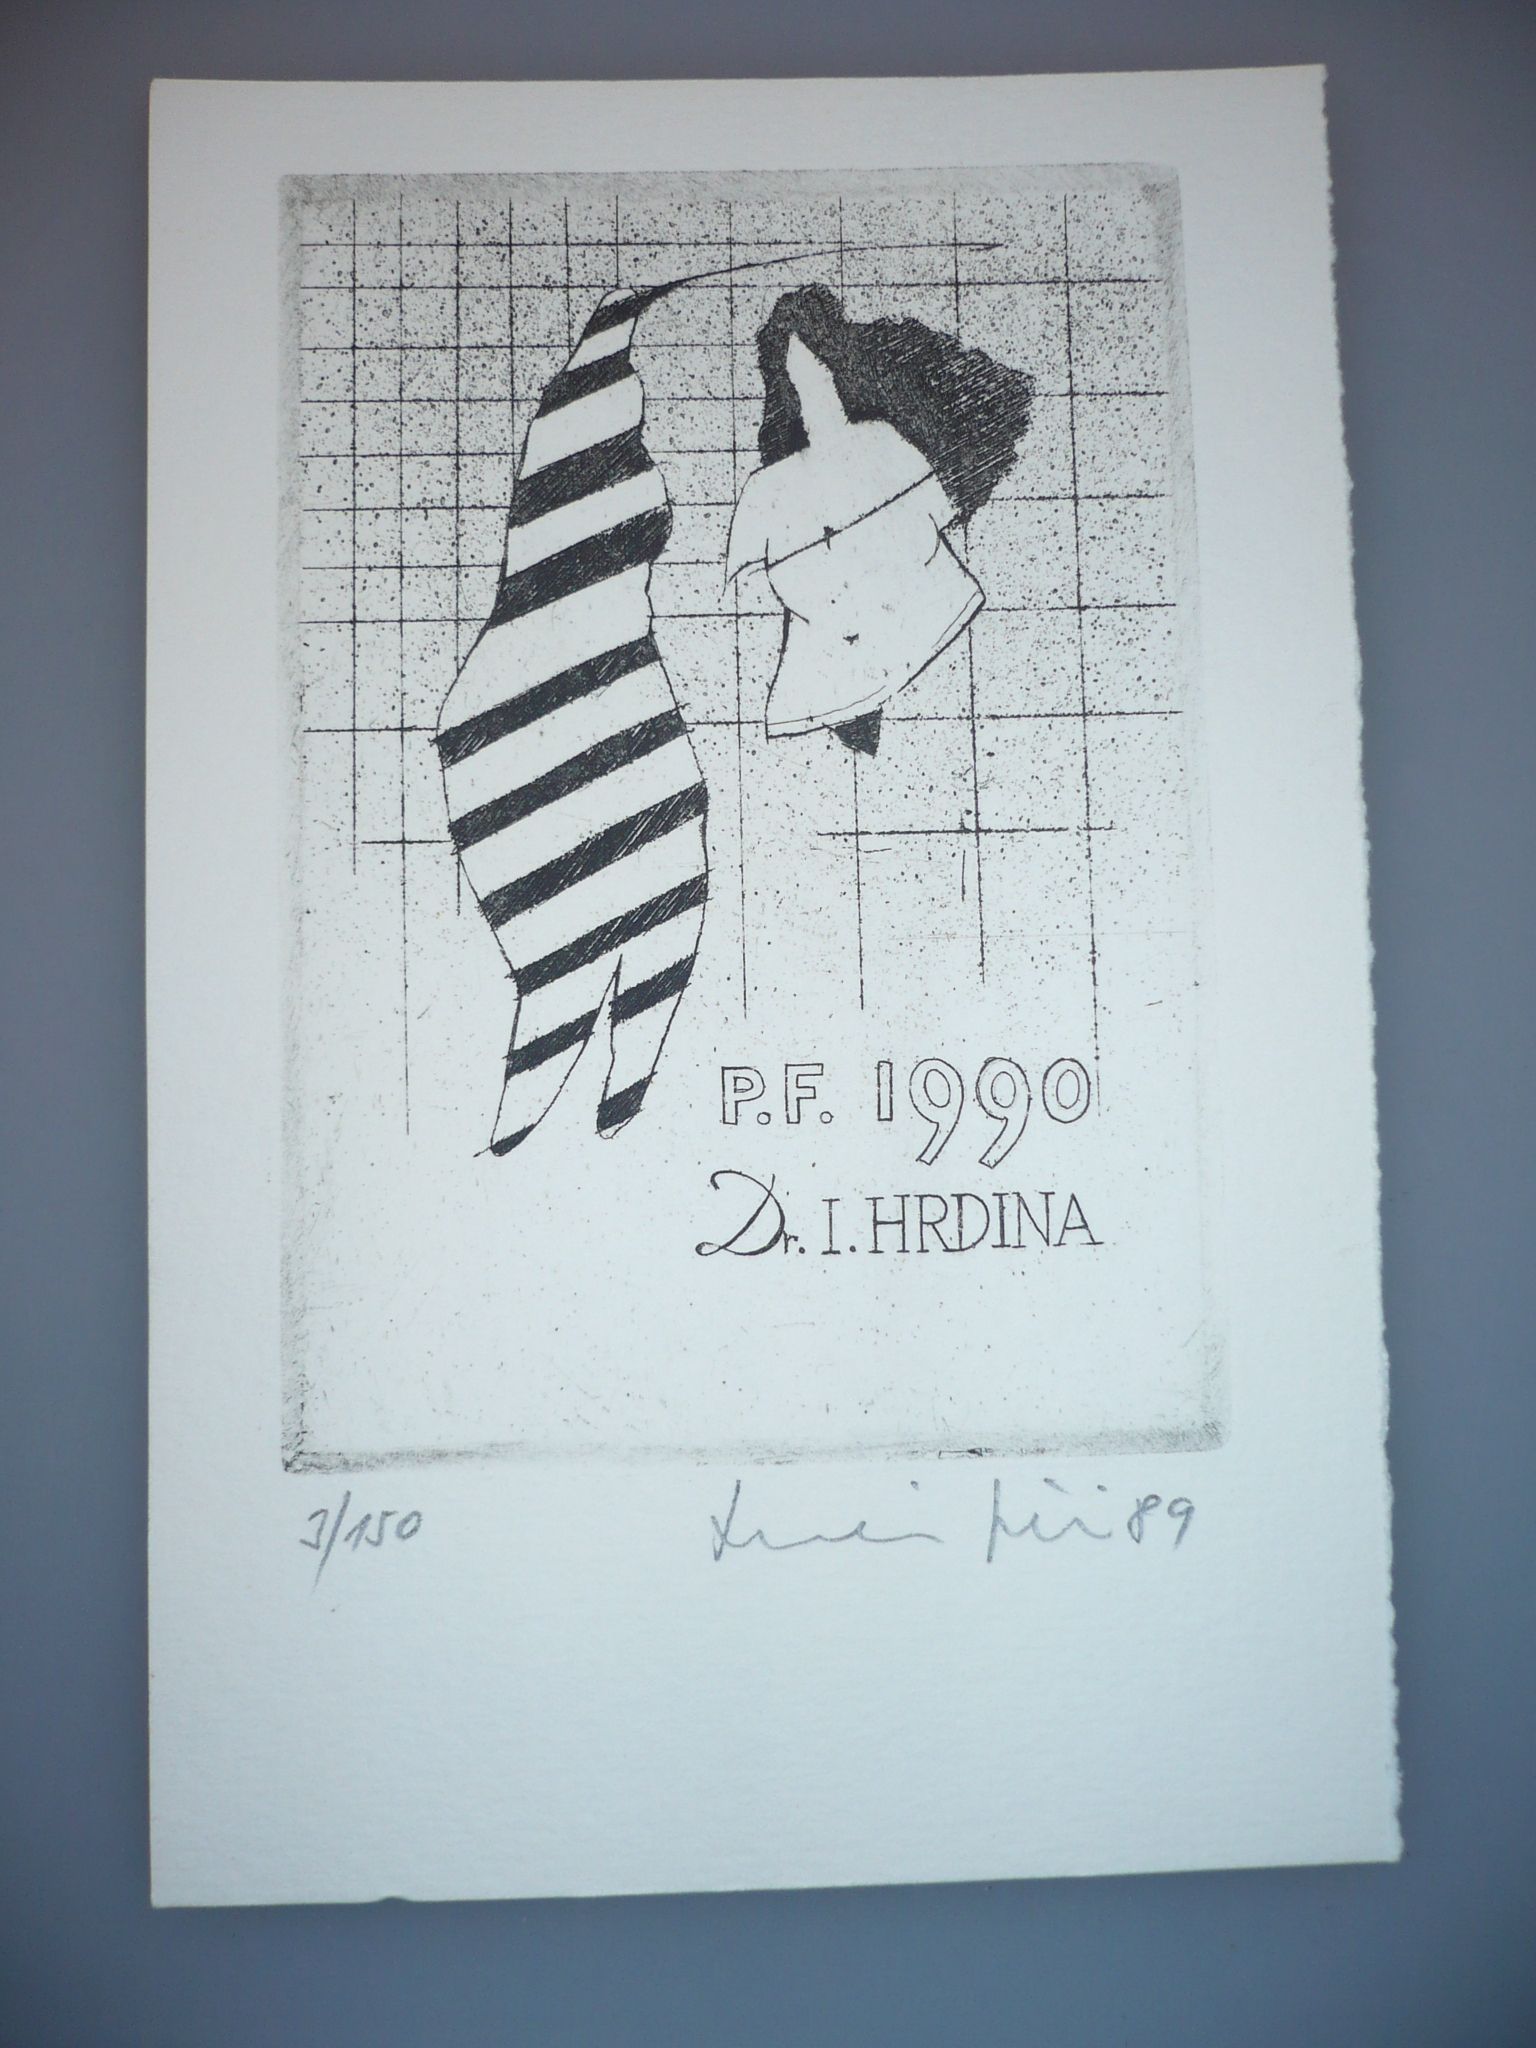 P.F. 1990
Dr. I. HRDINA
3/150
89